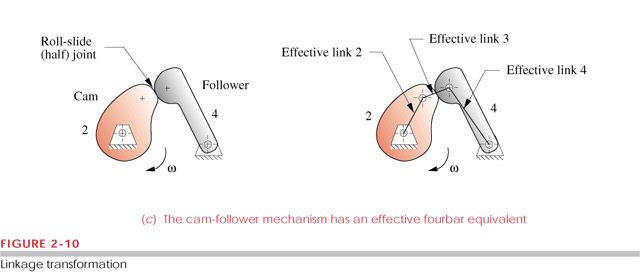 Roll-slide
(half) joint
Cam
Follower
2
4
ω
Effective link 2
Effective link 3
Effective link 4
2
4
ω
(c) The cam-follower mechanism has an effective fourbar equivalent
FIGURE 2-10
Linkage transformation